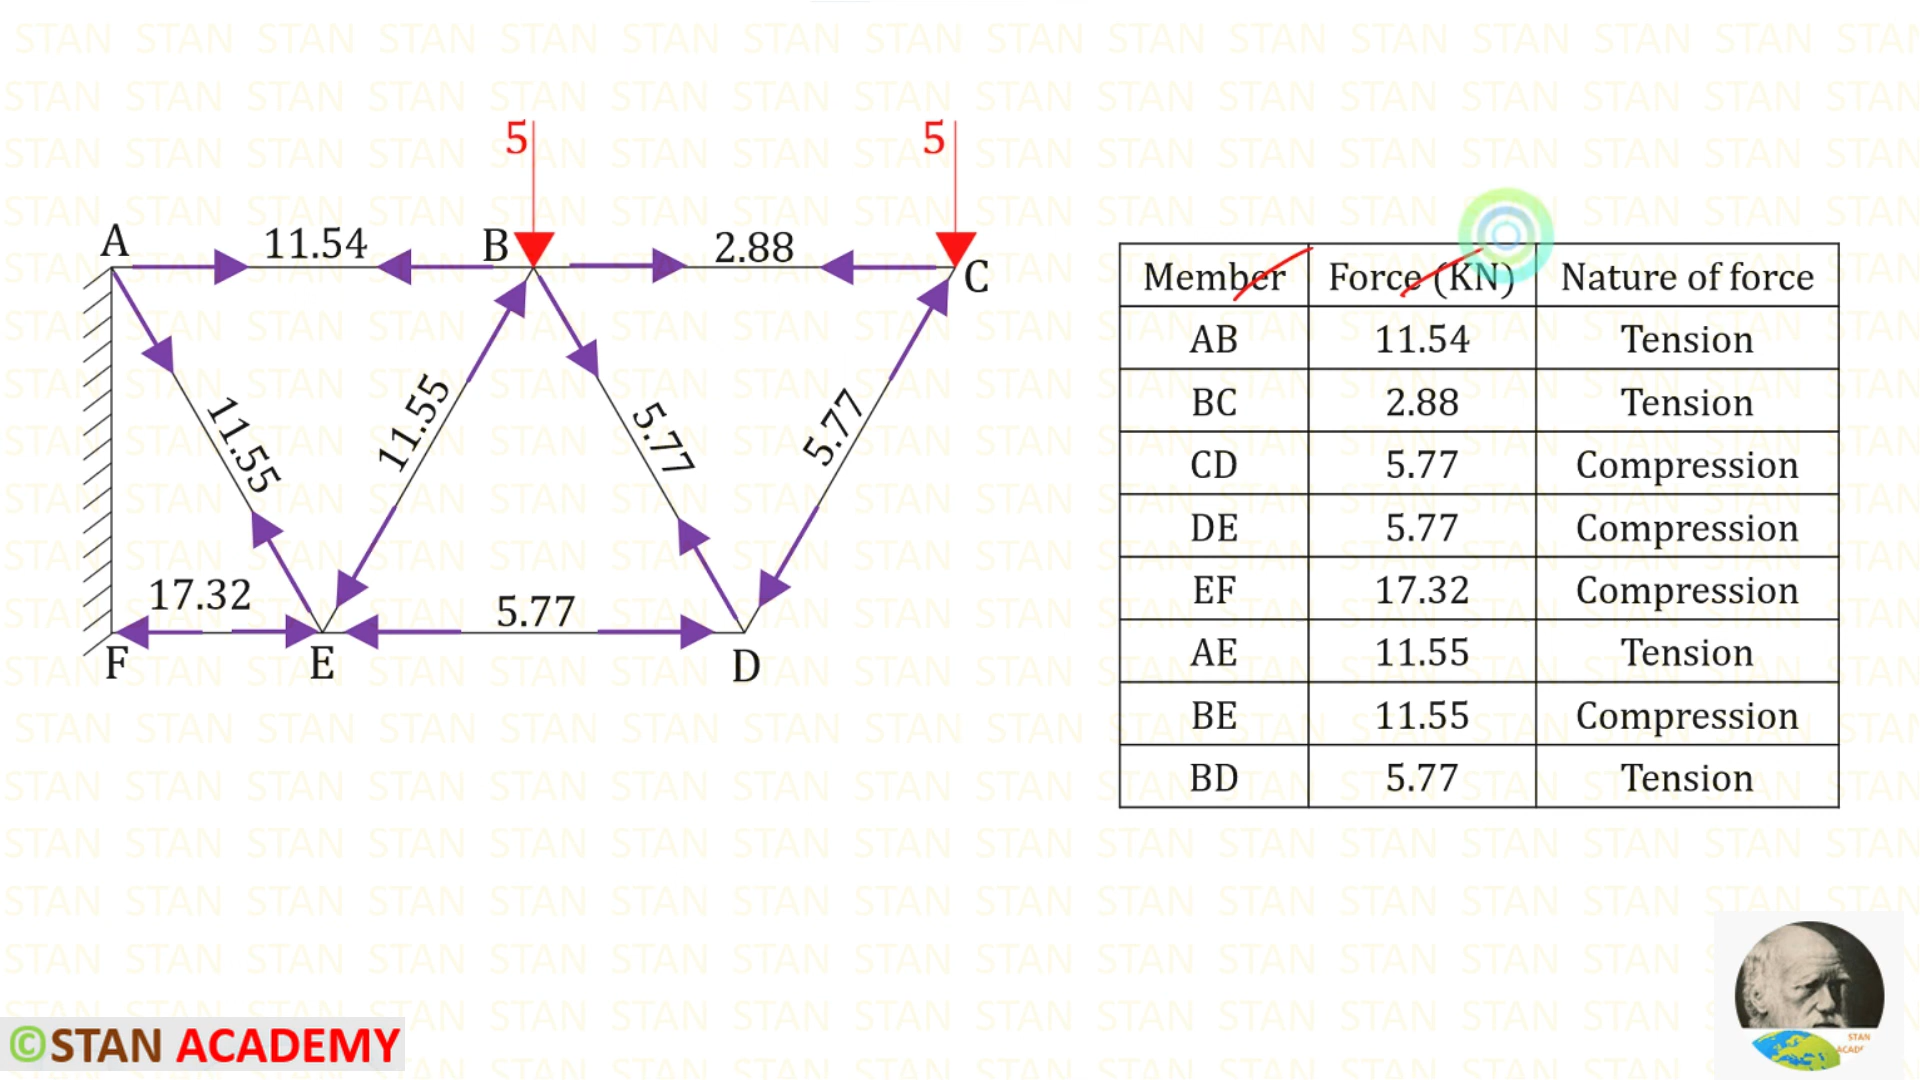 5 5
A 11.54 B 2.88 C
11.55 11.55 5.77 5.77
17.32 5.77
F E D
Member Force (KN) Nature of force
AB 11.54 Tension
BC 2.88 Tension
CD 5.77 Compression
DE 5.77 Compression
EF 17.32 Compression
AE 11.55 Tension
BE 11.55 Compression
BD 5.77 Tension
©STAN ACADEMY
STAN